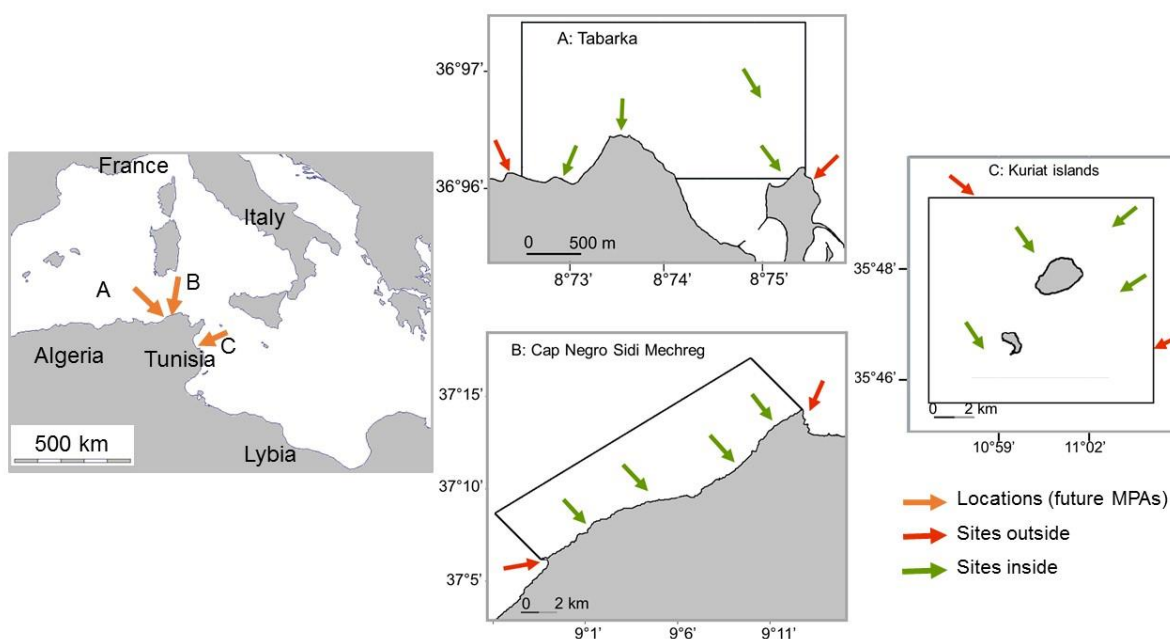 France
Italy
A
B
C
Algeria
Tunisia
500 km
Lybia
A: Tabarka
36°97'
36°96'
0 500 m
8°73 8°74 8°75'
B: Cap Negro Sidi Mechreg
37°15'
37°10'
37°5'
0 2 km
9°1' 9°6' 9°11'
C: Kuriat islands
35°48'
35°46'
0 2 km
10°59' 11°02'
Locations (future MPAs)
Sites outside
Sites inside